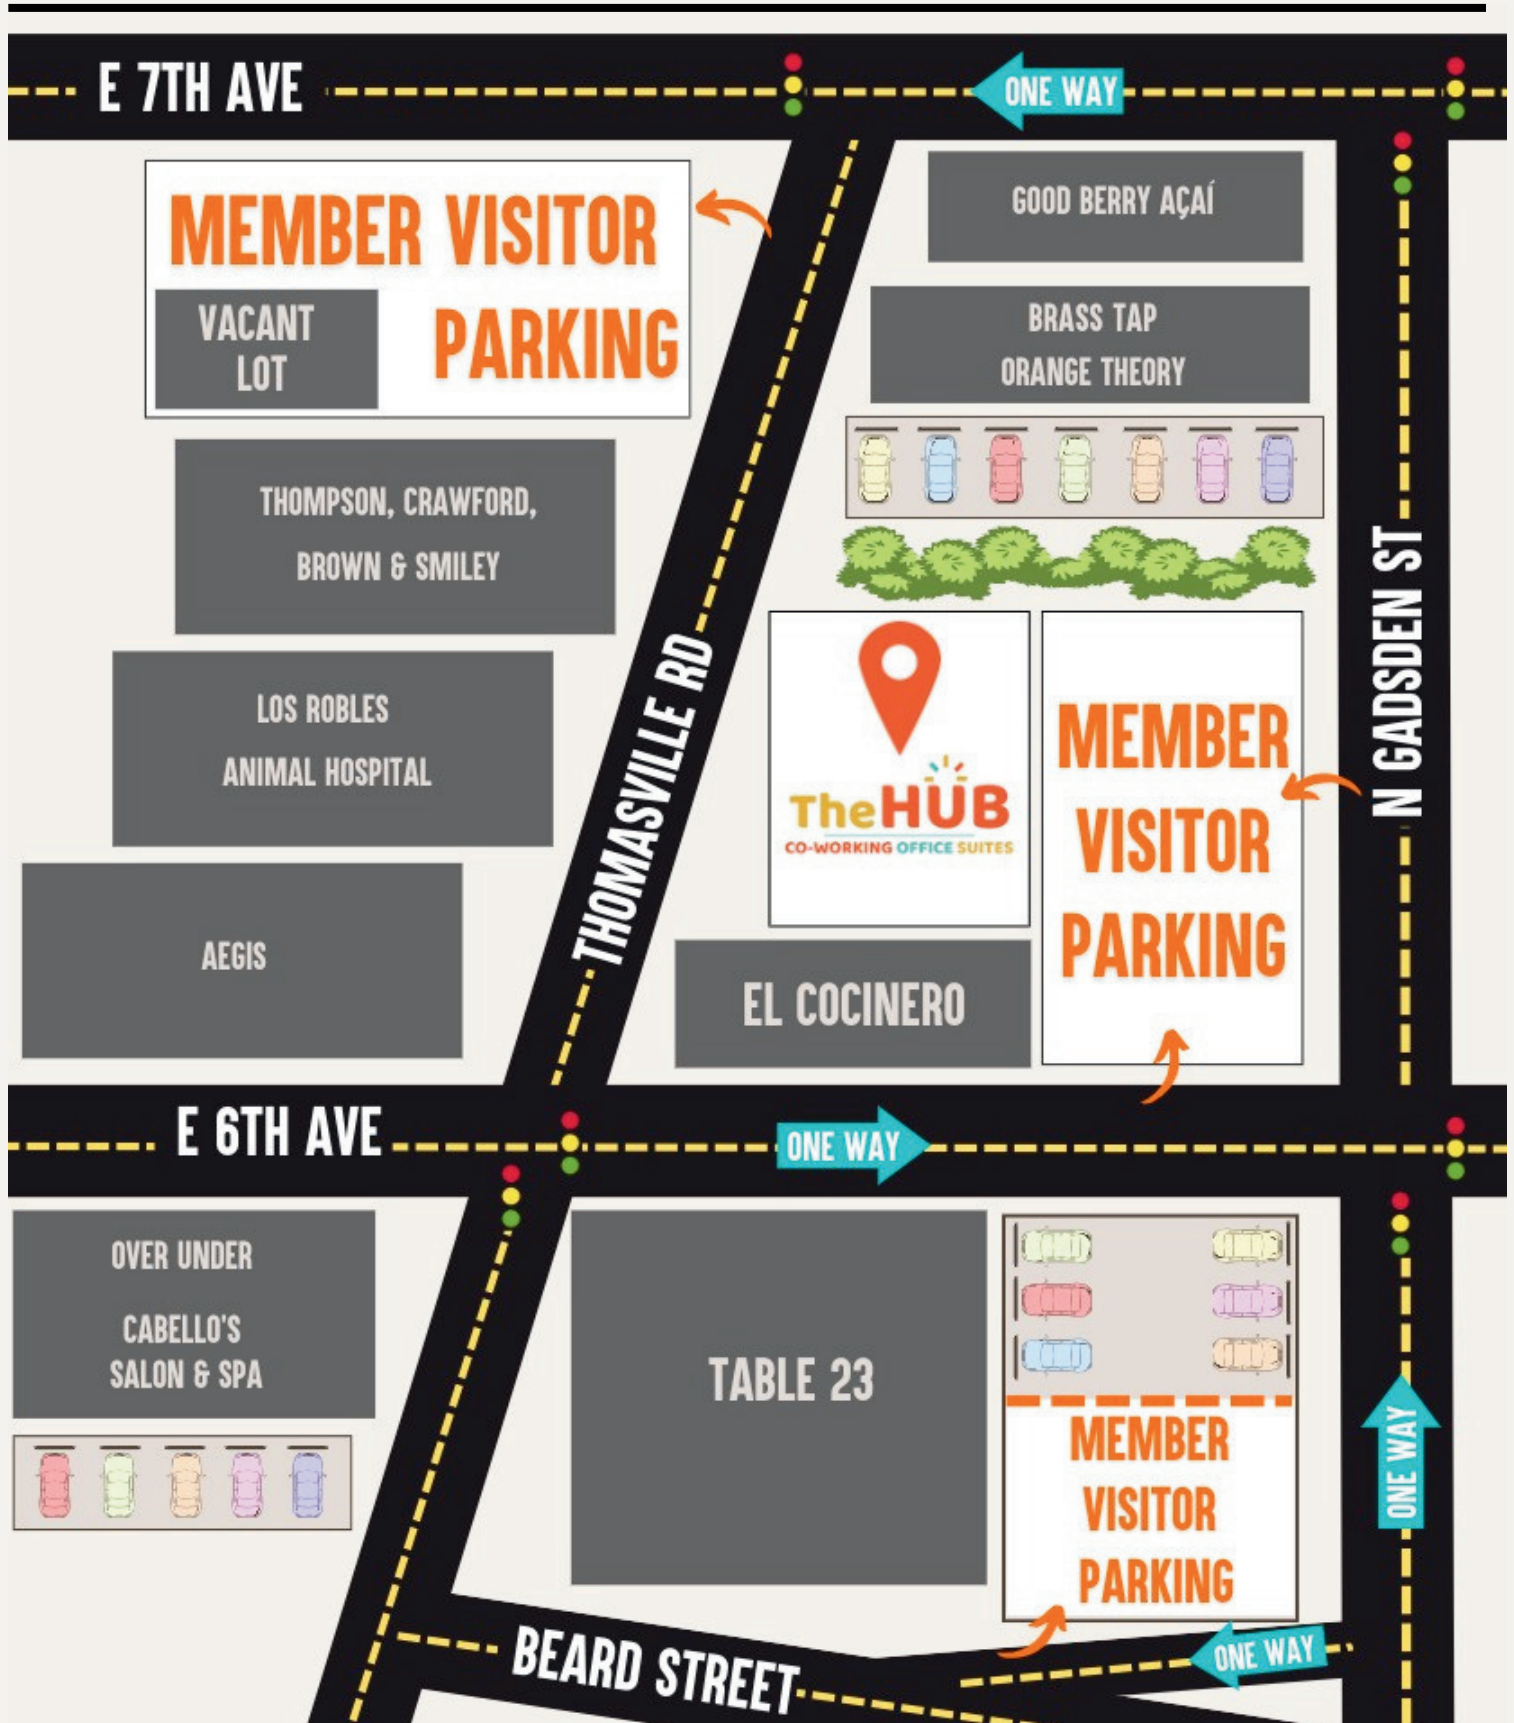 E 7TH AVE
ONE WAY
MEMBER VISITOR
PARKING
VACANT
LOT
GOOD BERRY AÇAÍ
BRASS TAP
ORANGE THEORY
THOMPSON, CRAWFORD,
BROWN & SMILEY
LOS ROBLES
ANIMAL HOSPITAL
AEGIS
THOMASVILLE RD
TheHUB
CO-WORKING OFFICE SUITES
MEMBER
VISITOR
PARKING
N GADSDEN ST
EL COCINERO
E 6TH AVE
ONE WAY
OVER UNDER
CABELLO'S
SALON & SPA
TABLE 23
MEMBER
VISITOR
PARKING
ONE WAY
BEARD STREET
ONE WAY